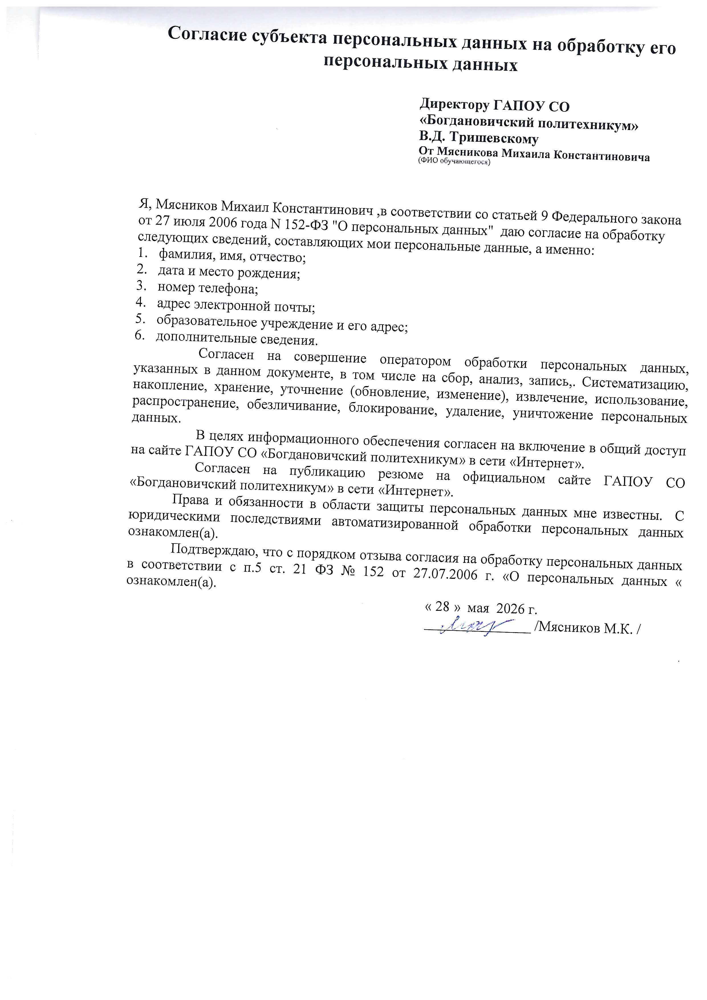 Согласие субъекта персональных данных на обработку его
персональных данных
Директору ГАПОУ СО
«Богдановичский политехникум»
В.Д. Тришевскому
От Мясникова Михаила Константиновича
(ФИО обучающегося)
Я, Мясников Михаил Константинович ,в соответствии со статьей 9 Федерального закона
от 27 июля 2006 года N 152-ФЗ "О персональных данных"  даю согласие на обработку
следующих сведений, составляющих мои персональные данные, а именно:
1. фамилия, имя, отчество;
2. дата и место рождения;
3. номер телефона;
4. адрес электронной почты;
5. образовательное учреждение и его адрес;
6. дополнительные сведения.
Согласен на совершение оператором обработки персональных данных,
указанных в данном документе, в том числе на сбор, анализ, запись,. Систематизацию,
накопление, хранение, уточнение (обновление, изменение), извлечение, использование,
распространение, обезличивание, блокирование, удаление, уничтожение персональных
данных.
В целях информационного обеспечения согласен на включение в общий доступ
на сайте ГАПОУ СО «Богдановичский политехникум» в сети «Интернет».
Согласен на публикацию резюме на официальном сайте ГАПОУ СО
«Богдановичский политехникум» в сети «Интернет».
Права и обязанности в области защиты персональных данных мне известны. С
юридическими последствиями автоматизированной обработки персональных данных
ознакомлен(а).
Подтверждаю, что с порядком отзыва согласия на обработку персональных данных
в соответствии с п.5 ст. 21 ФЗ № 152 от 27.07.2006 г. «О персональных данных «
ознакомлен(а).
« 28 » мая 2026 г.
/Мясников М.К. /